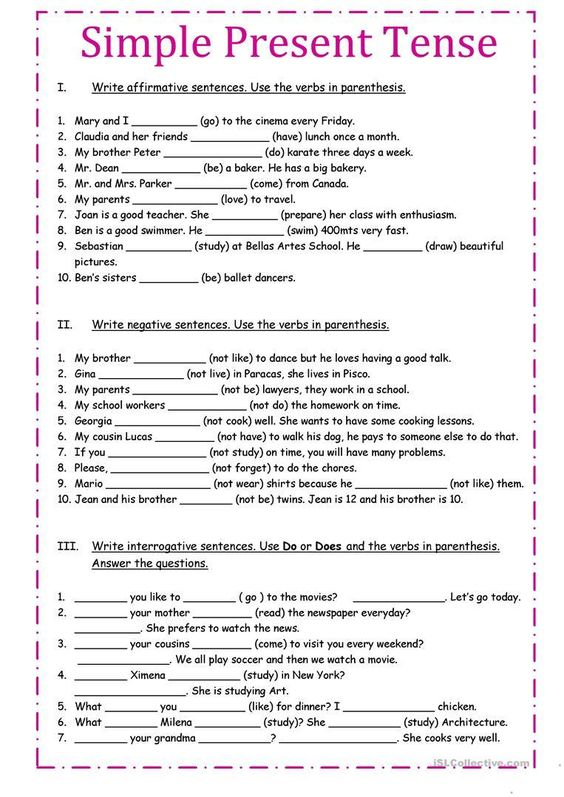 Simple Present Tense
I. Write affirmative sentences. Use the verbs in parenthesis.
1. Mary and I __________ (go) to the cinema every Friday.
2. Claudia and her friends ____________ (have) lunch once a month.
3. My brother Peter _______________ (do) karate three days a week.
4. Mr. Dean ____________ (be) a baker. He has a big bakery.
5. Mr. and Mrs. Parker ___________ (come) from Canada.
6. My parents _____________ (love) to travel.
7. Joan is a good teacher. She __________ (prepare) her class with enthusiasm.
8. Ben is a good swimmer. He ____________ (swim) 400mts very fast.
9. Sebastian __________ (study) at Bellas Artes School. He _________ (draw) beautiful
pictures.
10. Ben's sisters _________ (be) ballet dancers.
II. Write negative sentences. Use the verbs in parenthesis.
1. My brother ___________ (not like) to dance but he loves having a good talk.
2. Gina _____________ (not live) in Paracas, she lives in Pisco.
3. My parents _____________ (not be) lawyers, they work in a school.
4. My school workers ____________ (not do) the homework on time.
5. Georgia _____________ (not cook) well. She wants to have some cooking lessons.
6. My cousin Lucas _________ (not have) to walk his dog, he pays to someone else to do that.
7. If you _______________ (not study) on time, you will have many problems.
8. Please, _______________ (not forget) to do the chores.
9. Mario ________________ (not wear) shirts because he ______________ (not like) them.
10. Jean and his brother ________ (not be) twins. Jean is 12 and his brother is 10.
III. Write interrogative sentences. Use Do or Does and the verbs in parenthesis.
Answer the questions.
1. ________ you like to ________ ( go ) to the movies? ______________. Let's go today.
2. ________ your mother _________ (read) the newspaper everyday?
__________. She prefers to watch the news.
3. ________ your cousins _________ (come) to visit you every weekend?
______________. We all play soccer and then we watch a movie.
4. ________ Ximena ___________ (study) in New York?
_________________. She is studying Art.
5. What ________ you _________ (like) for dinner? I ______________ chicken.
6. What ________ Milena __________ (study)? She ___________ (study) Architecture.
7. ________ your grandma ___________? __________________. She cooks very well.
iSLCollective.com